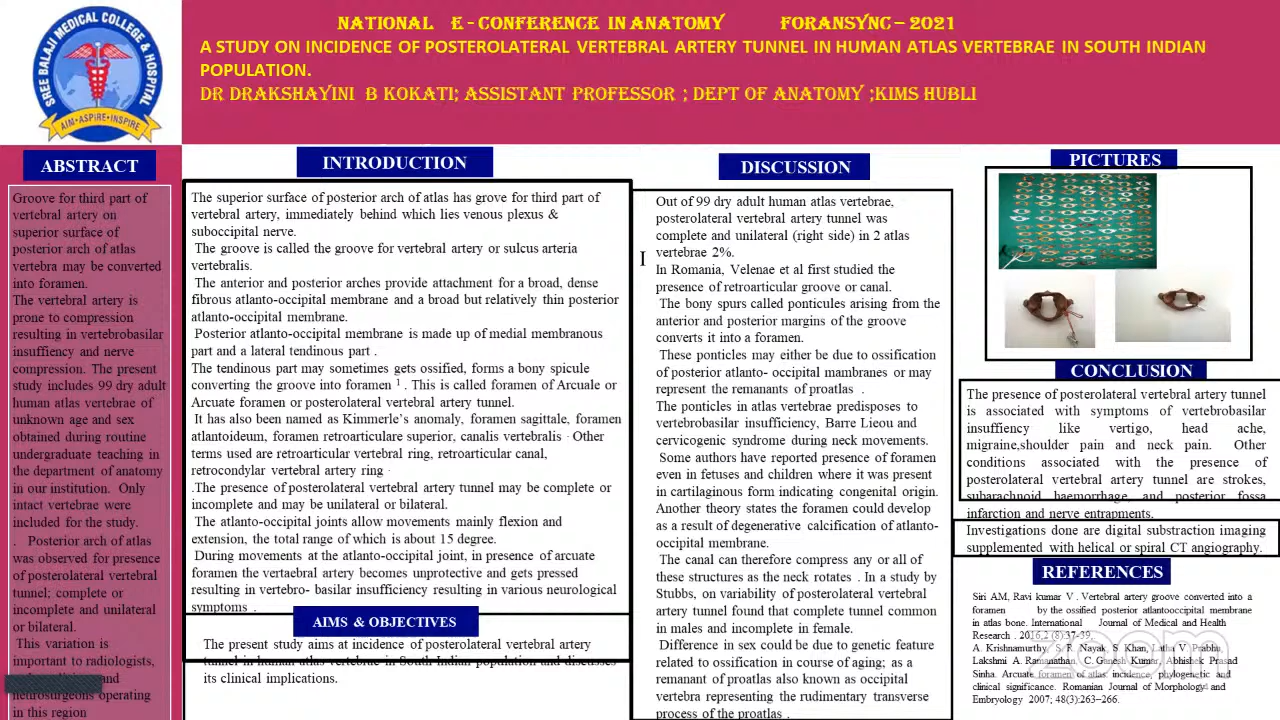 SREE BALAJI MEDICAL COLLEGE & HOSPITAL
AIM • ASPIRE • INSPIRE
NATIONAL E - CONFERENCE IN ANATOMY FORANSYNC – 2021
A STUDY ON INCIDENCE OF POSTEROLATERAL VERTEBRAL ARTERY TUNNEL IN HUMAN ATLAS VERTEBRAE IN SOUTH INDIAN
POPULATION.
DR DRAKSHAYINI B KOKATI; ASSISTANT PROFESSOR ; DEPT OF ANATOMY ;KIMS HUBLI
ABSTRACT
Groove for third part of
vertebral artery on
superior surface of
posterior arch of atlas
vertebra may be converted
into foramen.
The vertebral artery is
prone to compression
resulting in vertebrobasilar
insuffiency and nerve
compression. The present
study includes 99 dry adult
human atlas vertebrae of
unknown age and sex
obtained during routine
undergraduate teaching in
the department of anatomy
in our institution. Only
intact vertebrae were
included for the study.
. Posterior arch of atlas
was observed for presence
of posterolateral vertebral
tunnel; complete or
incomplete and unilateral
or bilateral.
This variation is
important to radiologists,
and
neurosurgeons operating
in this region
INTRODUCTION
The superior surface of posterior arch of atlas has grove for third part of
vertebral artery, immediately behind which lies venous plexus &
suboccipital nerve.
The groove is called the groove for vertebral artery or sulcus arteria
vertebralis.
The anterior and posterior arches provide attachment for a broad, dense
fibrous atlanto-occipital membrane and a broad but relatively thin posterior
atlanto-occipital membrane.
Posterior atlanto-occipital membrane is made up of medial membranous
part and a lateral tendinous part .
The tendinous part may sometimes gets ossified, forms a bony spicule
converting the groove into foramen 1 . This is called foramen of Arcuale or
Arcuate foramen or posterolateral vertebral artery tunnel.
It has also been named as Kimmerle's anomaly, foramen sagittale, foramen
atlantoideum, foramen retroarticulare superior, canalis vertebralis · Other
terms used are retroarticular vertebral ring, retroarticular canal,
retrocondylar vertebral artery ring ·
.The presence of posterolateral vertebral artery tunnel may be complete or
incomplete and may be unilateral or bilateral.
The atlanto-occipital joints allow movements mainly flexion and
extension, the total range of which is about 15 degree.
During movements at the atlanto-occipital joint, in presence of arcuate
foramen the vertaebral artery becomes unprotective and gets pressed
resulting in vertebro- basilar insufficiency resulting in various neurological
symptoms .
AIMS & OBJECTIVES
The present study aims at incidence of posterolateral vertebral artery
tunnel in human atlas vertebrae in South Indian population and discusses
its clinical implications.
DISCUSSION
Out of 99 dry adult human atlas vertebrae,
posterolateral vertebral artery tunnel was
complete and unilateral (right side) in 2 atlas
vertebrae 2%.
In Romania, Velenae et al first studied the
presence of retroarticular groove or canal.
The bony spurs called ponticules arising from the
anterior and posterior margins of the groove
converts it into a foramen.
These ponticles may either be due to ossification
of posterior atlanto- occipital mambranes or may
represent the remanants of proatlas .
The ponticles in atlas vertebrae predisposes to
vertebrobasilar insufficiency, Barre Lieou and
cervicogenic syndrome during neck movements.
Some authors have reported presence of foramen
even in fetuses and children where it was present
in cartilaginous form indicating congenital origin.
Another theory states the foramen could develop
as a result of degenerative calcification of atlanto-
occipital membrane.
The canal can therefore compress any or all of
these structures as the neck rotates . In a study by
Stubbs, on variability of posterolateral vertebral
artery tunnel found that complete tunnel common
in males and incomplete in female.
Difference in sex could be due to genetic feature
related to ossification in course of aging; as a
remanant of proatlas also known as occipital
vertebra representing the rudimentary transverse
process of the proatlas .
PICTURES
CONCLUSION
The presence of posterolateral vertebral artery tunnel
is associated with symptoms of vertebrobasilar
insuffiency like vertigo, head ache,
migraine,shoulder pain and neck pain. Other
conditions associated with the presence of
posterolateral vertebral artery tunnel are strokes,
subarachnoid haemorrhage, and posterior fossa
infarction and nerve entrapments.
Investigations done are digital substraction imaging
supplemented with helical or spiral CT angiography.
REFERENCES
Siri AM, Ravi kumar V . Vertebral artery groove converted into a
foramen by the ossified posterior atlantooccipital membrane
in atlas bone. International Journal of Medical and Health
Research . 2016,2 (8):37-39.
A. Krishnamurthy, S. R. Nayak, S. Khan, Latha V. Prabhu,
Lakshmi A. Ramanathan, C. Ganesh Kumar, Abhishek Prasad
Sinha. Arcuate foramen of atlas: incidence, phylogenetic and
clinical significance. Romanian Journal of Morphology and
Embryology 2007; 48(3):263–266.
zoom